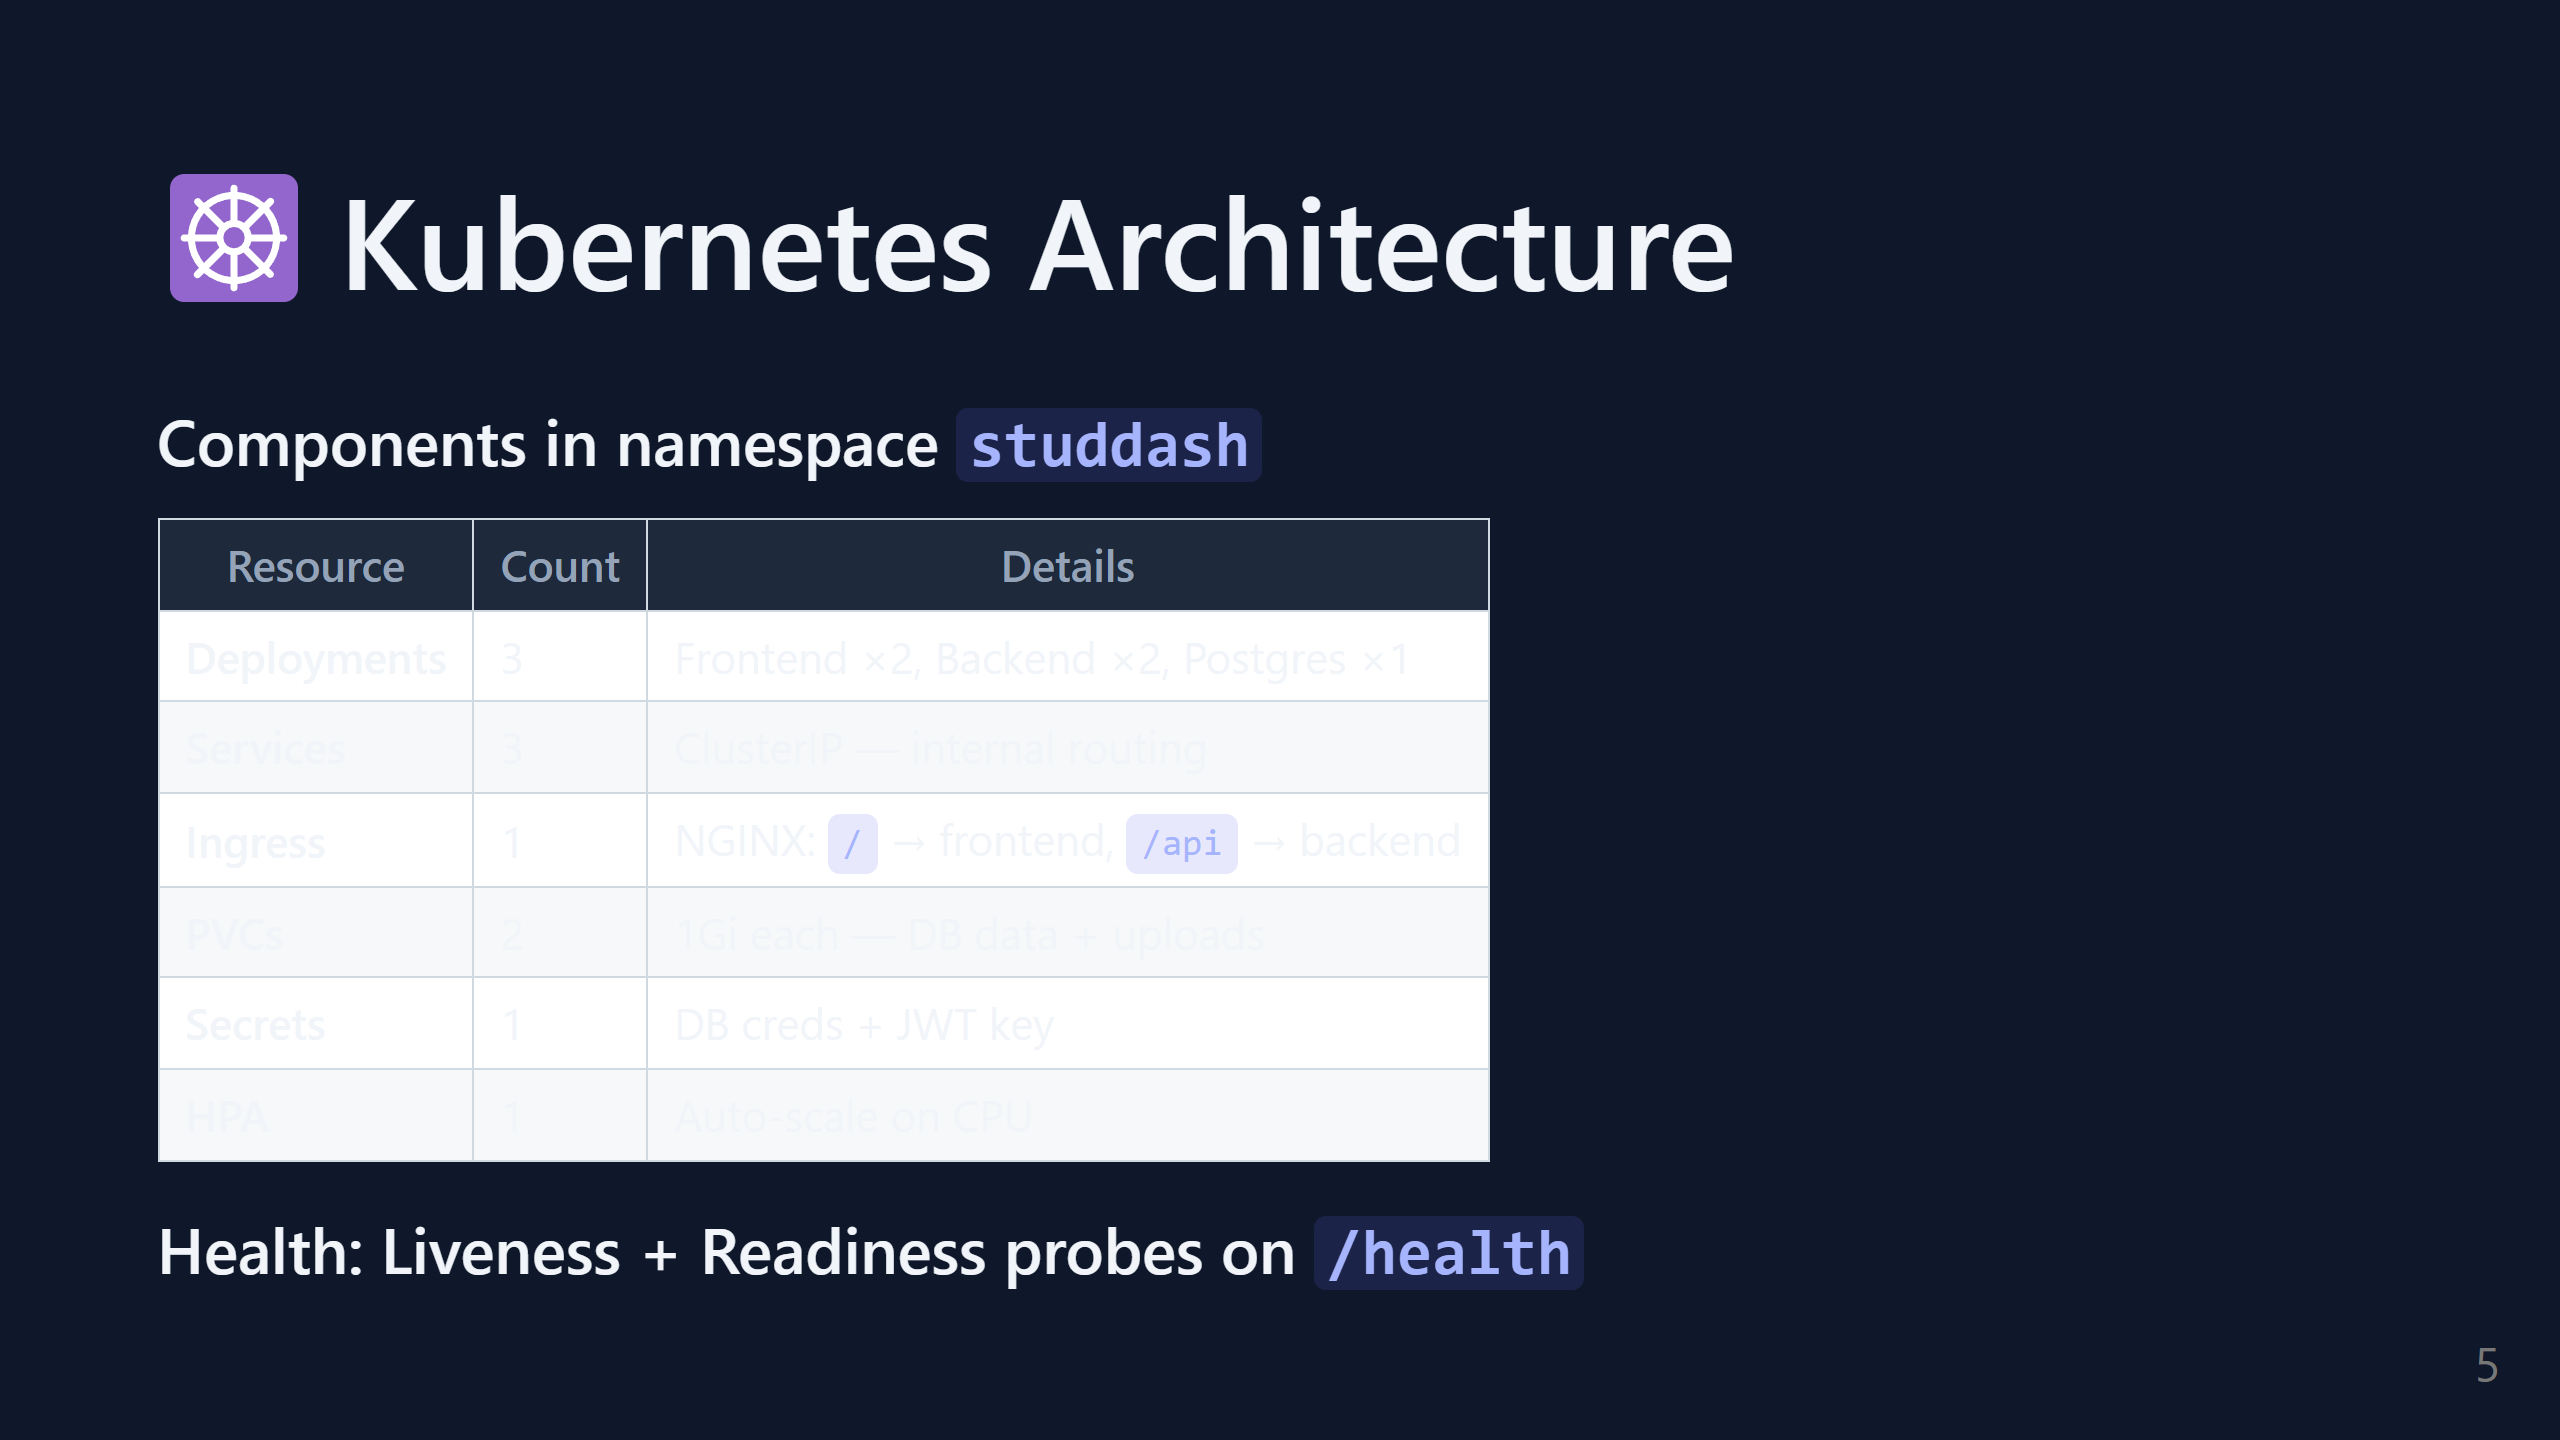 Kubernetes Architecture
Components in namespace studdash
Resource Count Details
Deployments 3 Frontend ×2, Backend ×2, Postgres ×1
Services 3 ClusterIP — internal routing
Ingress 1 NGINX: / → frontend, /api → backend
PVCs 2 1Gi each — DB data + uploads
Secrets 1 DB creds + JWT key
HPA 1 Auto-scale on CPU
Health: Liveness + Readiness probes on /health
5